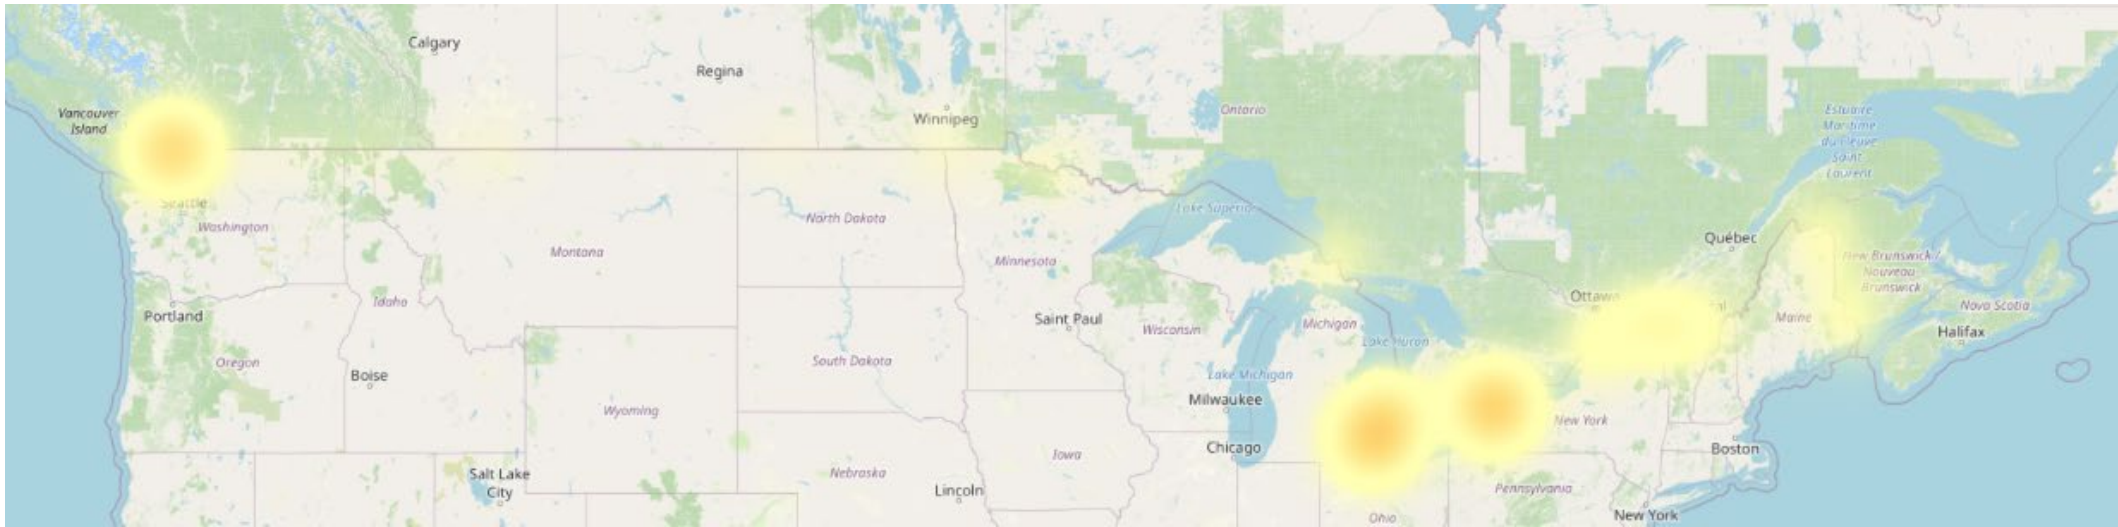 Calgary
Regina
Vancouver
Island
Winnipeg
Ontario
Estuaire
Maritime
du Fleuve
Saint
Laurent
Seattle
Washington
North Dakota
Lake Superior
Québec
Montana
Minnesota
New Brunswick /
Nouveau
Brunswick
Idaho
Portland
Saint Paul
Wisconsin
Michigan
Ottawa
al
Maine
Nova Scotia
Halifax
Lake Huron
Oregon
Boise
South Dakota
Lake Michigan
Milwaukee
Wyoming
New York
Chicago
Boston
Iowa
Salt Lake
City
Nebraska
Lincoln
Pennsylvania
Ohio
New York